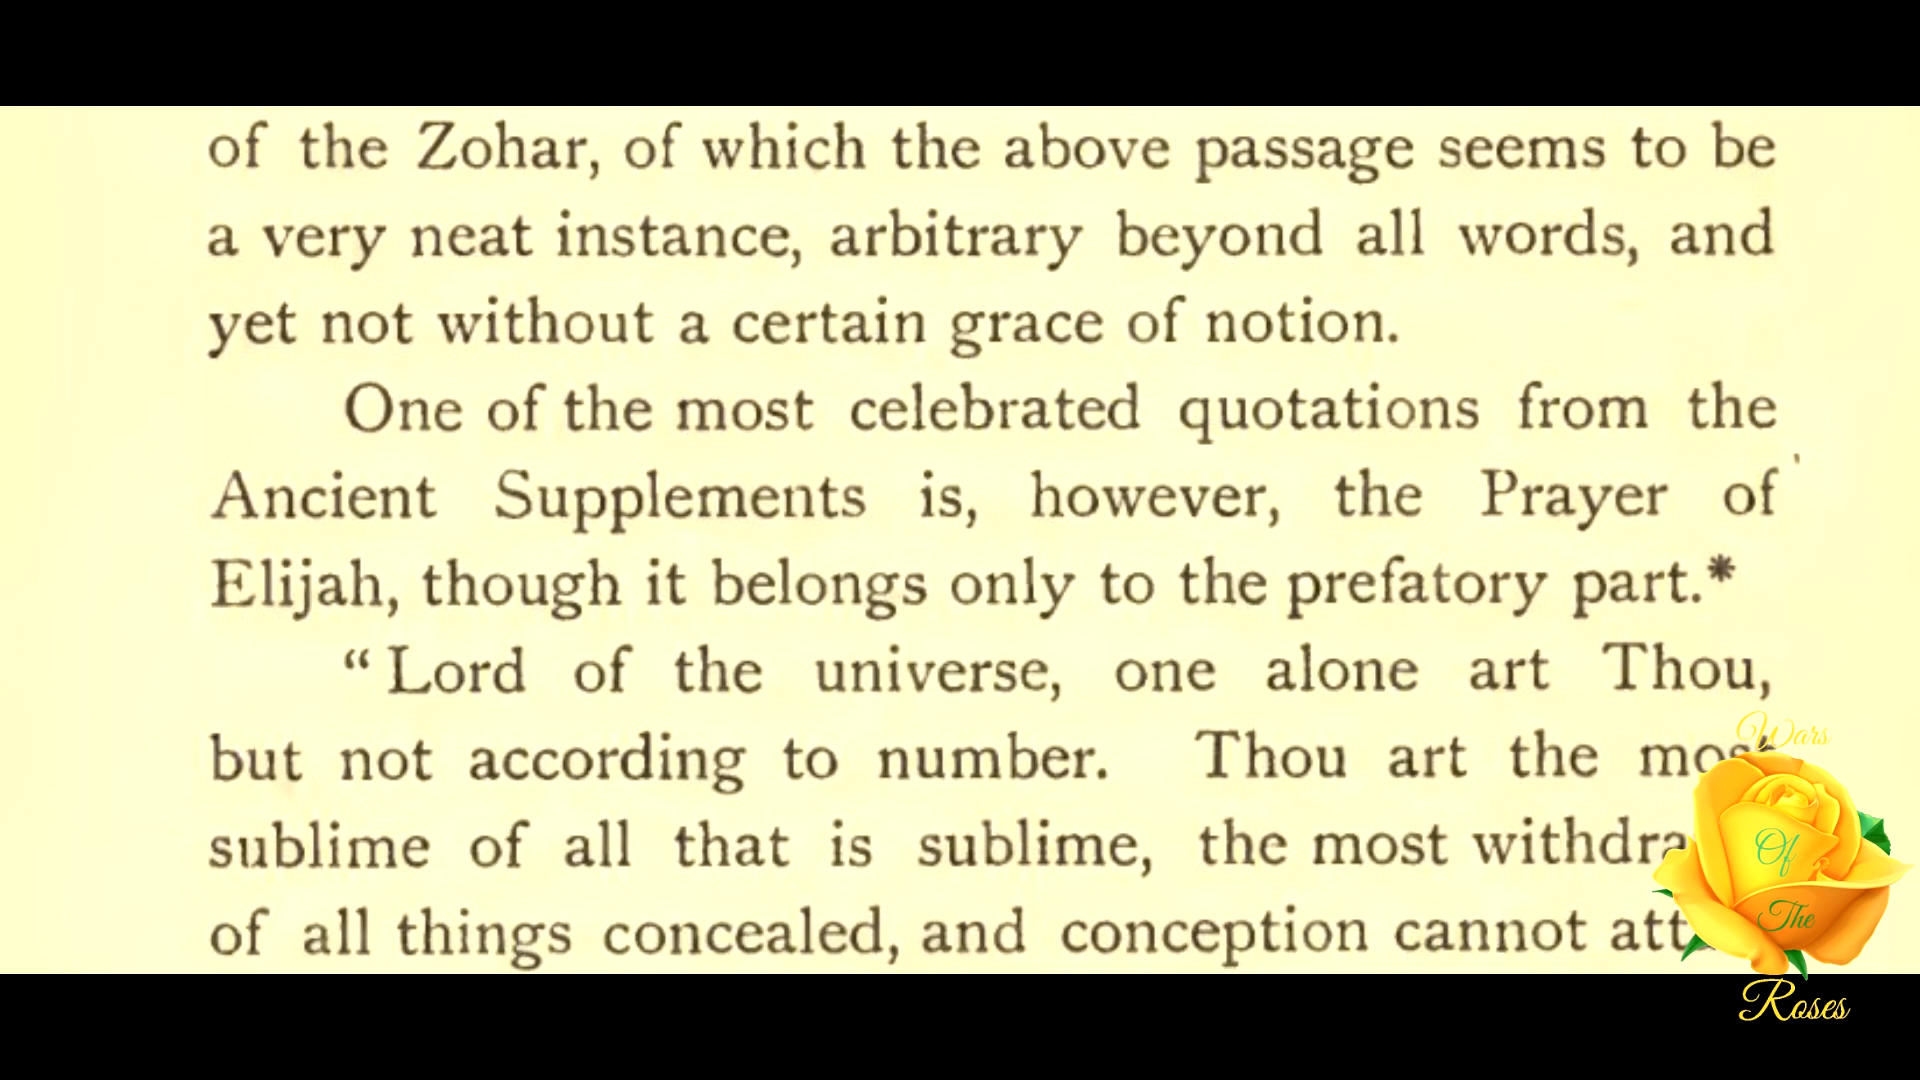 of the Zohar, of which the above passage seems to be
a very neat instance, arbitrary beyond all words, and
yet not without a certain grace of notion.
One of the most celebrated quotations from the
Ancient Supplements is, however, the Prayer of
Elijah, though it belongs only to the prefatory part.*
“Lord of the universe, one alone art Thou,
but not according to number. Thou art the most
sublime of all that is sublime, the most
of all things concealed, and conception cannot
Wars
Of
The
Roses